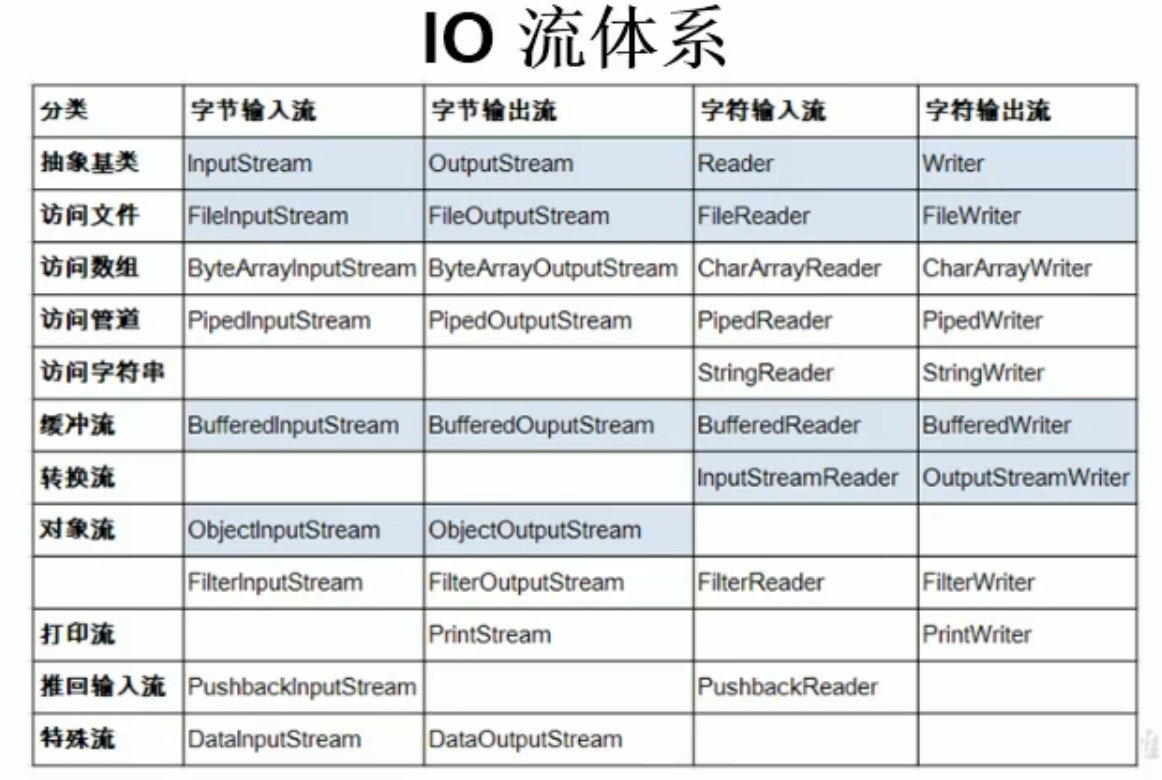 IO 流体系
分类 字节输入流 字节输出流 字符输入流 字符输出流
抽象基类 InputStream OutputStream Reader Writer
访问文件 FileInputStream FileOutputStream FileReader FileWriter
访问数组 ByteArrayInputStream ByteArrayOutputStream CharArrayReader CharArrayWriter
访问管道 PipedInputStream PipedOutputStream PipedReader PipedWriter
访问字符串 StringReader StringWriter
缓冲流 BufferedInputStream BufferedOuputStream BufferedReader BufferedWriter
转换流 InputStreamReader OutputStreamWriter
对象流 ObjectInputStream ObjectOutputStream
FilterInputStream FilterOutputStream FilterReader FilterWriter
打印流 PrintStream PrintWriter
推回输入流 PushbackInputStream PushbackReader
特殊流 DataInputStream DataOutputStream